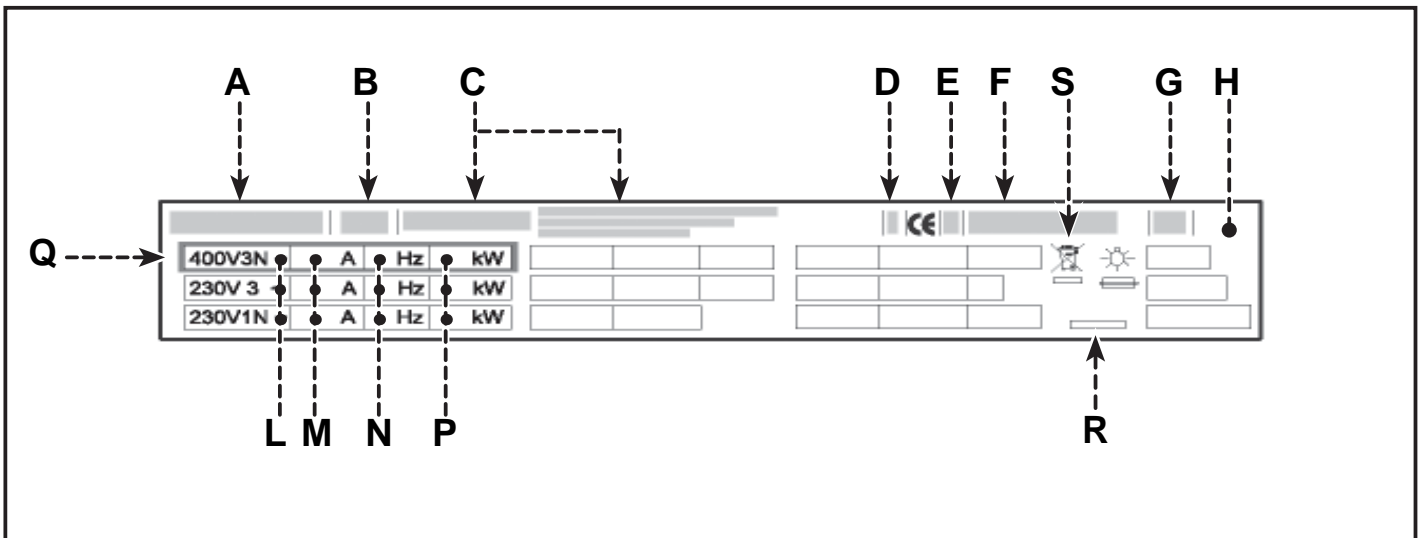 A B C D E F S G H
CE
Q 400V3N A Hz kW
230V 3 A Hz kW
230V1N A Hz kW
L M N P R